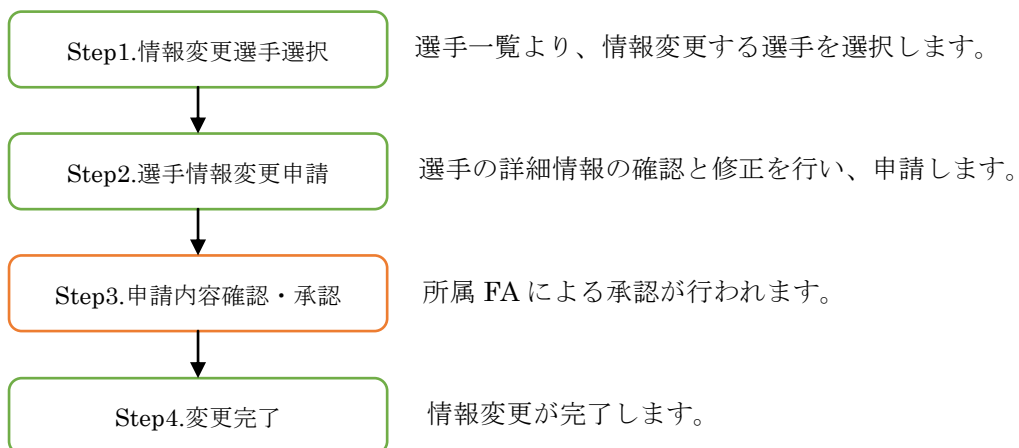 Step1.情報変更選手選択
選手一覧より、情報変更する選手を選択します。
Step2.選手情報変更申請
選手の詳細情報の確認と修正を行い、申請します。
Step3.申請内容確認・承認
所属 FA による承認が行われます。
Step4.変更完了
情報変更が完了します。